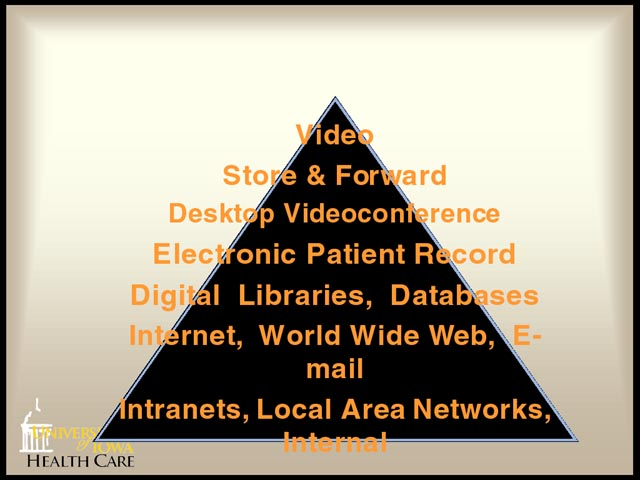 Video
Store & Forward
Desktop Videoconference
Electronic Patient Record
Digital Libraries, Databases
Internet, World Wide Web, E-
mail
Intranets, Local Area Networks,
Internal
UNIVERSITY
of IOWA
HEALTH CARE